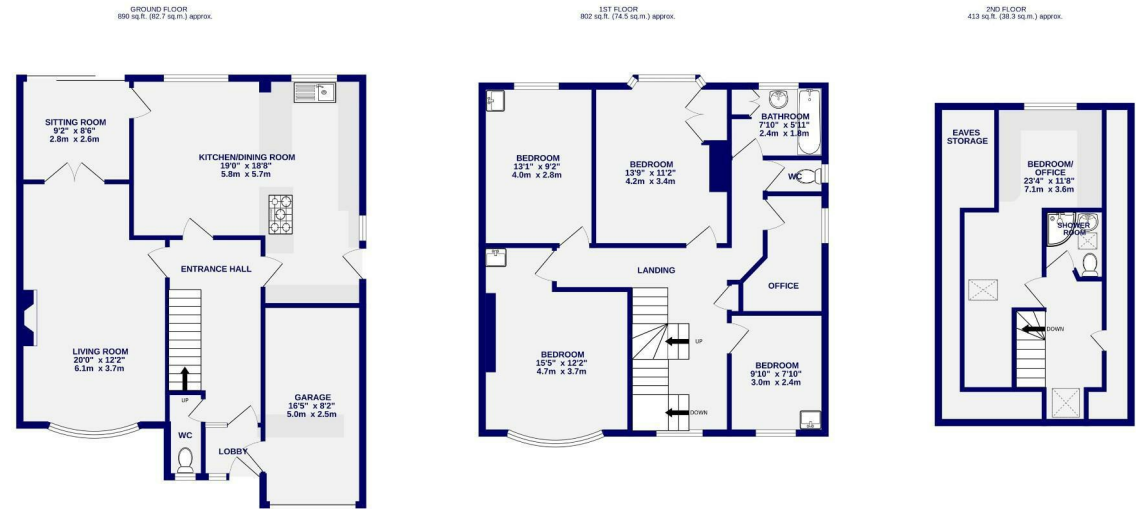 GROUND FLOOR
890 sq.ft. (82.7 sq.m.) approx.
SITTING ROOM
9'2" x 8'6"
2.8m x 2.6m
KITCHEN/DINING ROOM
19'0" x 18'8"
5.8m x 5.7m
ENTRANCE HALL
LIVING ROOM
20'0" x 12'2"
6.1m x 3.7m
UP
WC
LOBBY
GARAGE
16'5" x 8'2"
5.0m x 2.5m
1ST FLOOR
802 sq.ft. (74.5 sq.m.) approx.
BEDROOM
13'1" x 9'2"
4.0m x 2.8m
BEDROOM
13'9" x 11'2"
4.2m x 3.4m
BATHROOM
7'10" x 5'11"
2.4m x 1.8m
WC
LANDING
OFFICE
UP
DOWN
BEDROOM
15'5" x 12'2"
4.7m x 3.7m
BEDROOM
9'10" x 7'10"
3.0m x 2.4m
2ND FLOOR
413 sq.ft. (38.3 sq.m.) approx.
EAVES
STORAGE
BEDROOM/
OFFICE
23'4" x 11'8"
7.1m x 3.6m
SHOWER
ROOM
DOWN